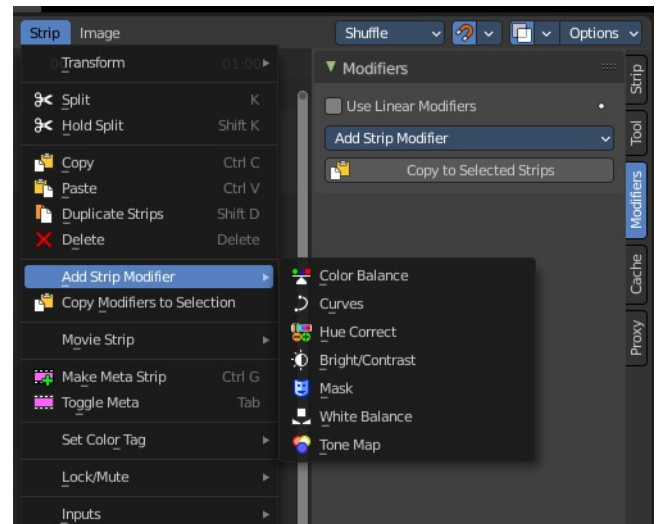 Strip Image
Shuffle
Options
Transform
01:00
Split K
Hold Split Shift K
Copy Ctrl C
Paste Ctrl V
Duplicate Strips Shift D
Delete Delete
Add Strip Modifier
Copy Modifiers to Selection
Movie Strip
Make Meta Strip Ctrl G
Toggle Meta Tab
Set Color Tag
Lock/Mute
Inputs
Color Balance
Curves
Hue Correct
Bright/Contrast
Mask
White Balance
Tone Map
Modifiers
Use Linear Modifiers
Add Strip Modifier
Copy to Selected Strips
Strip
Tool
Modifiers
Cache
Proxy